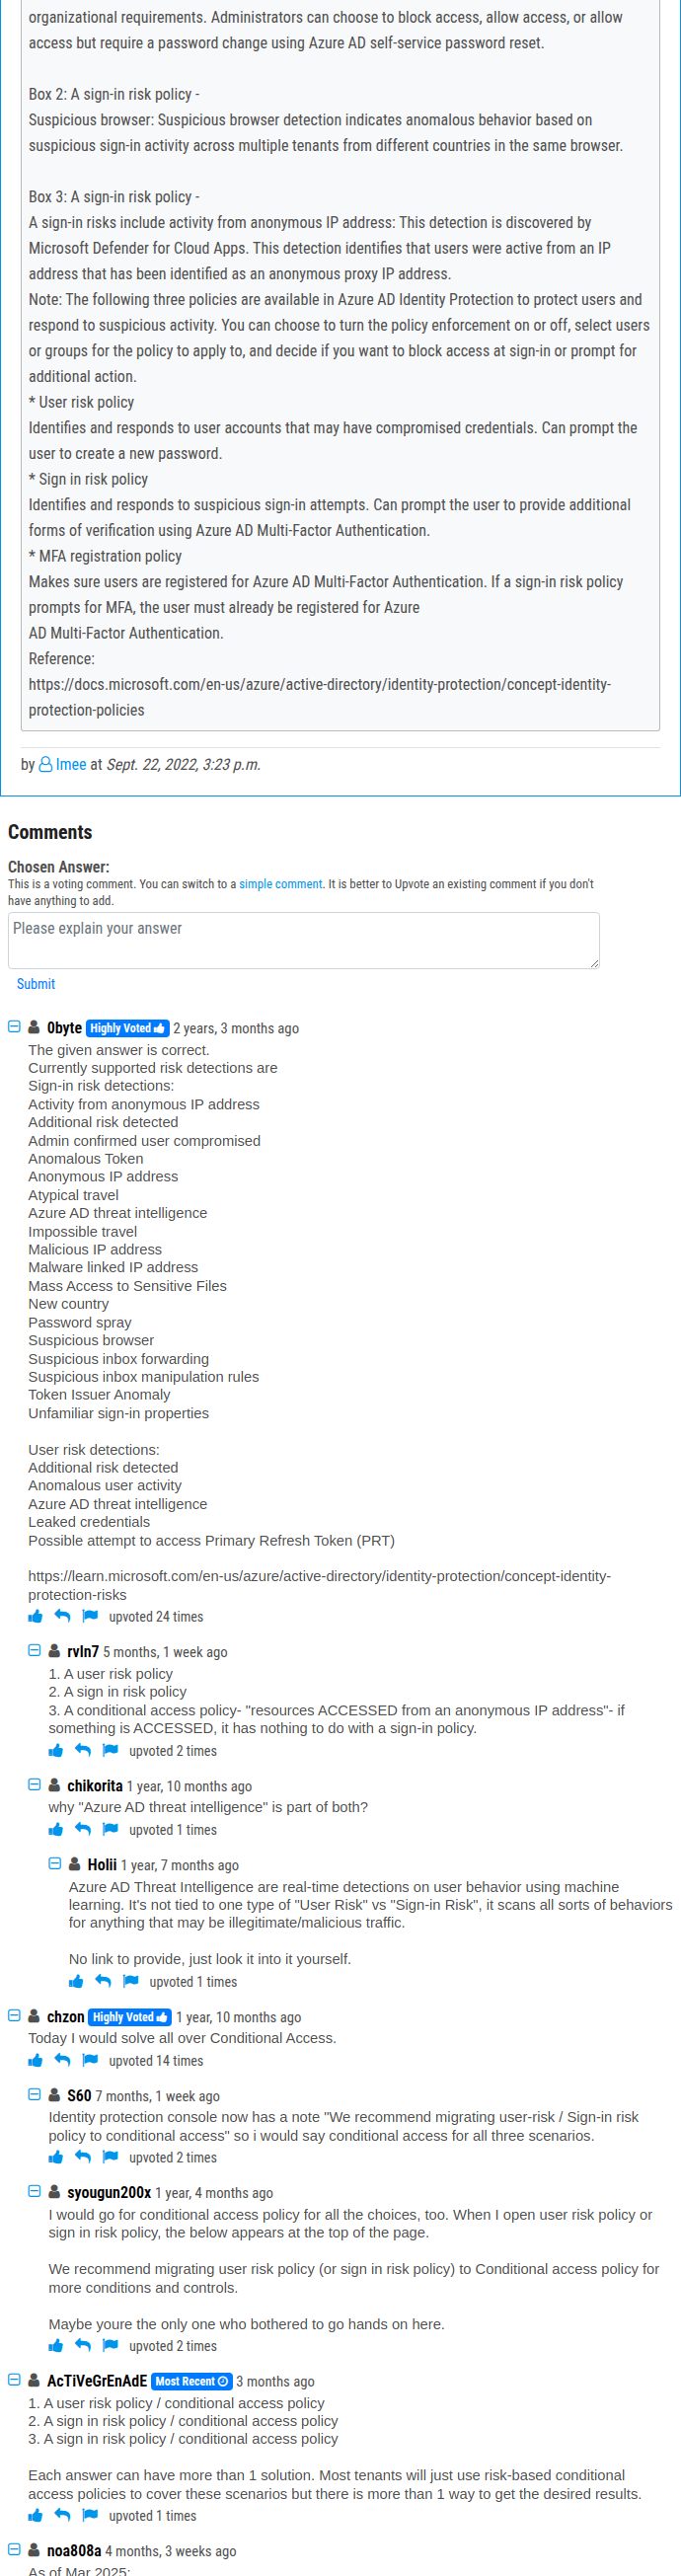 organizational requirements. Administrators can choose to block access, allow access, or allow
access but require a password change using Azure AD self-service password reset.
Box 2: A sign-in risk policy -
Suspicious browser: Suspicious browser detection indicates anomalous behavior based on
suspicious sign-in activity across multiple tenants from different countries in the same browser.
Box 3: A sign-in risk policy -
A sign-in risks include activity from anonymous IP address: This detection is discovered by
Microsoft Defender for Cloud Apps. This detection identifies that users were active from an IP
address that has been identified as an anonymous proxy IP address.
Note: The following three policies are available in Azure AD Identity Protection to protect users and
respond to suspicious activity. You can choose to turn the policy enforcement on or off, select users
or groups for the policy to apply to, and decide if you want to block access at sign-in or prompt for
additional action.
* User risk policy
Identifies and responds to user accounts that may have compromised credentials. Can prompt the
user to create a new password.
* Sign in risk policy
Identifies and responds to suspicious sign-in attempts. Can prompt the user to provide additional
forms of verification using Azure AD Multi-Factor Authentication.
* MFA registration policy
Makes sure users are registered for Azure AD Multi-Factor Authentication. If a sign-in risk policy
prompts for MFA, the user must already be registered for Azure
AD Multi-Factor Authentication.
Reference:
https://docs.microsoft.com/en-us/azure/active-directory/identity-protection/concept-identity-
protection-policies
by Imee at Sept. 22, 2022, 3:23 p.m.
Comments
Chosen Answer:
This is a voting comment. You can switch to a simple comment. It is better to Upvote an existing comment if you don't
have anything to add.
Please explain your answer
Submit
0byte Highly Voted 2 years, 3 months ago
The given answer is correct.
Currently supported risk detections are
Sign-in risk detections:
Activity from anonymous IP address
Additional risk detected
Admin confirmed user compromised
Anomalous Token
Anonymous IP address
Atypical travel
Azure AD threat intelligence
Impossible travel
Malicious IP address
Malware linked IP address
Mass Access to Sensitive Files
New country
Password spray
Suspicious browser
Suspicious inbox forwarding
Suspicious inbox manipulation rules
Token Issuer Anomaly
Unfamiliar sign-in properties
User risk detections:
Additional risk detected
Anomalous user activity
Azure AD threat intelligence
Leaked credentials
Possible attempt to access Primary Refresh Token (PRT)
https://learn.microsoft.com/en-us/azure/active-directory/identity-protection/concept-identity-
protection-risks
upvoted 24 times
rvln7 5 months, 1 week ago
1. A user risk policy
2. A sign in risk policy
3. A conditional access policy- "resources ACCESSED from an anonymous IP address"- if
something is ACCESSED, it has nothing to do with a sign-in policy.
upvoted 2 times
chikorita 1 year, 10 months ago
why "Azure AD threat intelligence" is part of both?
upvoted 1 times
Holii 1 year, 7 months ago
Azure AD Threat Intelligence are real-time detections on user behavior using machine
learning. It's not tied to one type of "User Risk" vs "Sign-in Risk", it scans all sorts of behaviors
for anything that may be illegitimate/malicious traffic.
No link to provide, just look it into it yourself.
upvoted 1 times
chzon Highly Voted 1 year, 10 months ago
Today I would solve all over Conditional Access.
upvoted 14 times
S60 7 months, 1 week ago
Identity protection console now has a note "We recommend migrating user-risk / Sign-in risk
policy to conditional access" so i would say conditional access for all three scenarios.
upvoted 2 times
syougun200x 1 year, 4 months ago
I would go for conditional access policy for all the choices, too. When I open user risk policy or
sign in risk policy, the below appears at the top of the page.
We recommend migrating user risk policy (or sign in risk policy) to Conditional access policy for
more conditions and controls.
Maybe youre the only one who bothered to go hands on here.
upvoted 2 times
AcTiVeGrEnAdE Most Recent 3 months ago
1. A user risk policy / conditional access policy
2. A sign in risk policy / conditional access policy
3. A sign in risk policy / conditional access policy
Each answer can have more than 1 solution. Most tenants will just use risk-based conditional
access policies to cover these scenarios but there is more than 1 way to get the desired results.
upvoted 1 times
noa808a 4 months, 3 weeks ago
As of Mar 2025: